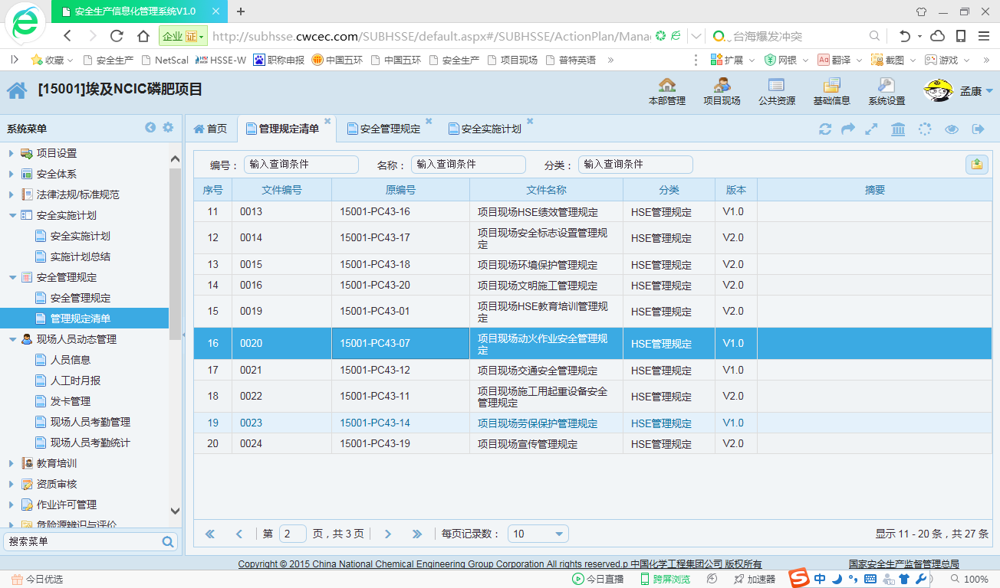 安全生产信息化管理系统V1.0
企业 证
http://subhsse.cwcec.com/SUBHSSE/default.aspx#/SUBHSSE/ActionPlan/Mana
台海爆发冲突
收藏 安全生产 NetScal HSSE-W 职称申报 中国五环 中国五环 安全生产 项目现场 普特英语 » 扩展 网银 翻译 截图 游戏 »
[15001]埃及NCIC磷肥项目
本部管理 项目现场 公共资源 基础信息 系统设置 孟康
系统菜单
首页 管理规定清单 安全管理规定 安全实施计划
项目设置
安全体系
法律法规/标准规范
安全实施计划
安全实施计划
实施计划总结
安全管理规定
安全管理规定
管理规定清单
现场人员动态管理
人员信息
人工时月报
发卡管理
现场人员考勤管理
现场人员考勤统计
教育培训
资质审核
作业许可管理
危险源辨识与评价
搜索菜单
编号： 输入查询条件 名称： 输入查询条件 分类： 输入查询条件
序号 文件编号 原编号 文件名称 分类 版本 摘要
11 0013 15001-PC43-16 项目现场HSE绩效管理规定 HSE管理规定 V1.0
12 0014 15001-PC43-17 项目现场安全标志设置管理规定 HSE管理规定 V2.0
13 0015 15001-PC43-18 项目现场环境保护管理规定 HSE管理规定 V2.0
14 0016 15001-PC43-20 项目现场文明施工管理规定 HSE管理规定 V2.0
15 0019 15001-PC43-01 项目现场HSE教育培训管理规定 HSE管理规定 V2.0
16 0020 15001-PC43-07 项目现场动火作业安全管理规定 HSE管理规定 V1.0
17 0021 15001-PC43-12 项目现场交通安全管理规定 HSE管理规定 V1.0
18 0022 15001-PC43-11 项目现场施工用起重设备安全管理规定 HSE管理规定 V2.0
19 0023 15001-PC43-14 项目现场劳保保护管理规定 HSE管理规定 V1.0
20 0024 15001-PC43-19 项目现场宣传管理规定 HSE管理规定 V2.0
第 2 页，共 3 页 每页记录数： 10 显示 11 - 20 条，共 27 条
Copyright © 2015 China National Chemical Engineering Group Corporation All rights reserved.p 中国化学工程集团公司 版权所有 国家安全生产监督管理总局
今日优选 今日直播 跨屏浏览 加速器 中 100%